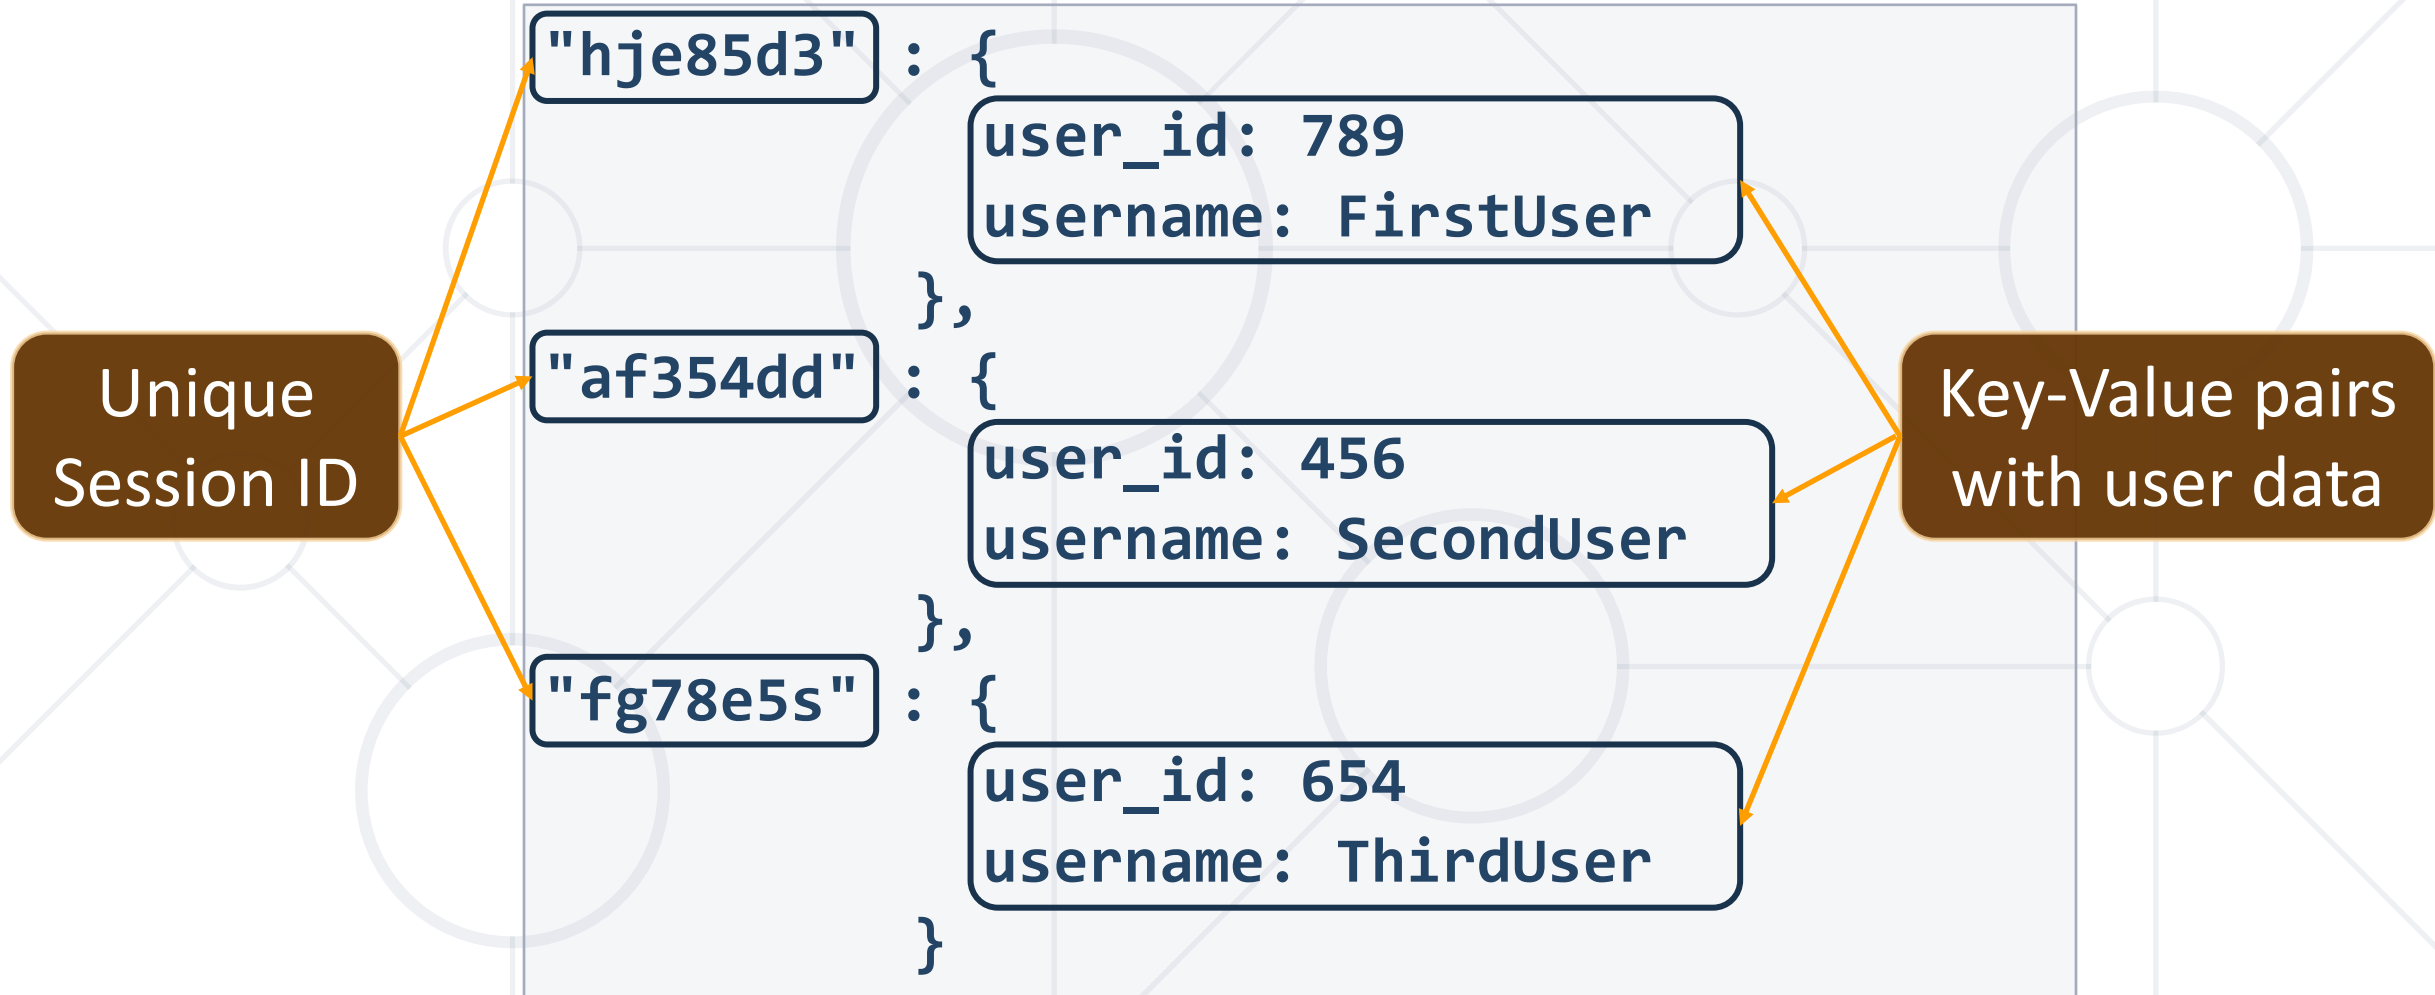 "hje85d3" : {
user_id: 789
username: FirstUser
},
Unique
Session ID
"af354dd" : {
user_id: 456
username: SecondUser
},
Key-Value pairs
with user data
"fg78e5s" : {
user_id: 654
username: ThirdUser
}